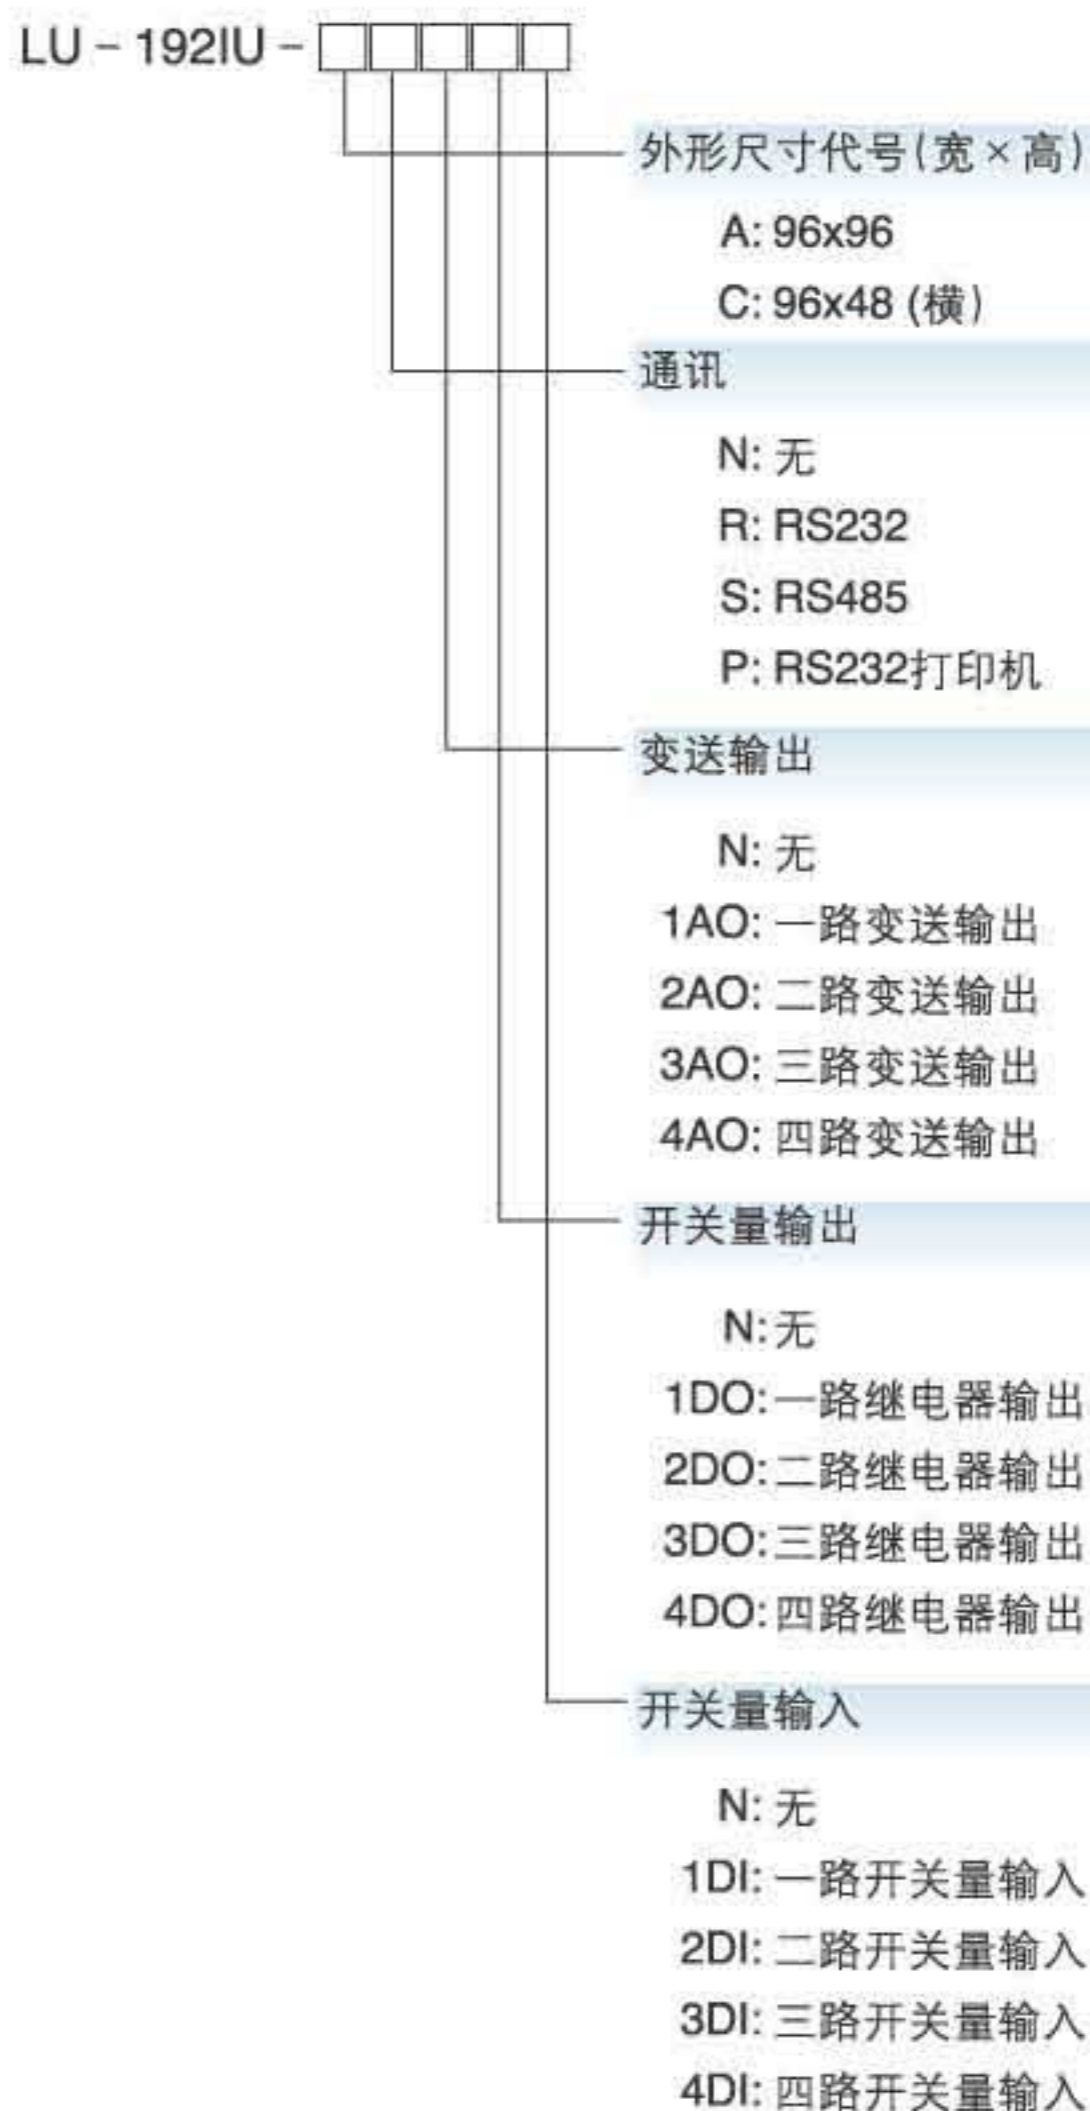 LU－192IU－
外形尺寸代号(宽×高)
A: 96x96
C: 96x48 (横)
通讯
N: 无
R: RS232
S: RS485
P: RS232打印机
变送输出
N: 无
1AO: 一路变送输出
2AO: 二路变送输出
3AO: 三路变送输出
4AO: 四路变送输出
开关量输出
N:无
1DO:一路继电器输出
2DO:二路继电器输出
3DO:三路继电器输出
4DO:四路继电器输出
开关量输入
N: 无
1DI: 一路开关量输入
2DI: 二路开关量输入
3DI: 三路开关量输入
4DI: 四路开关量输入